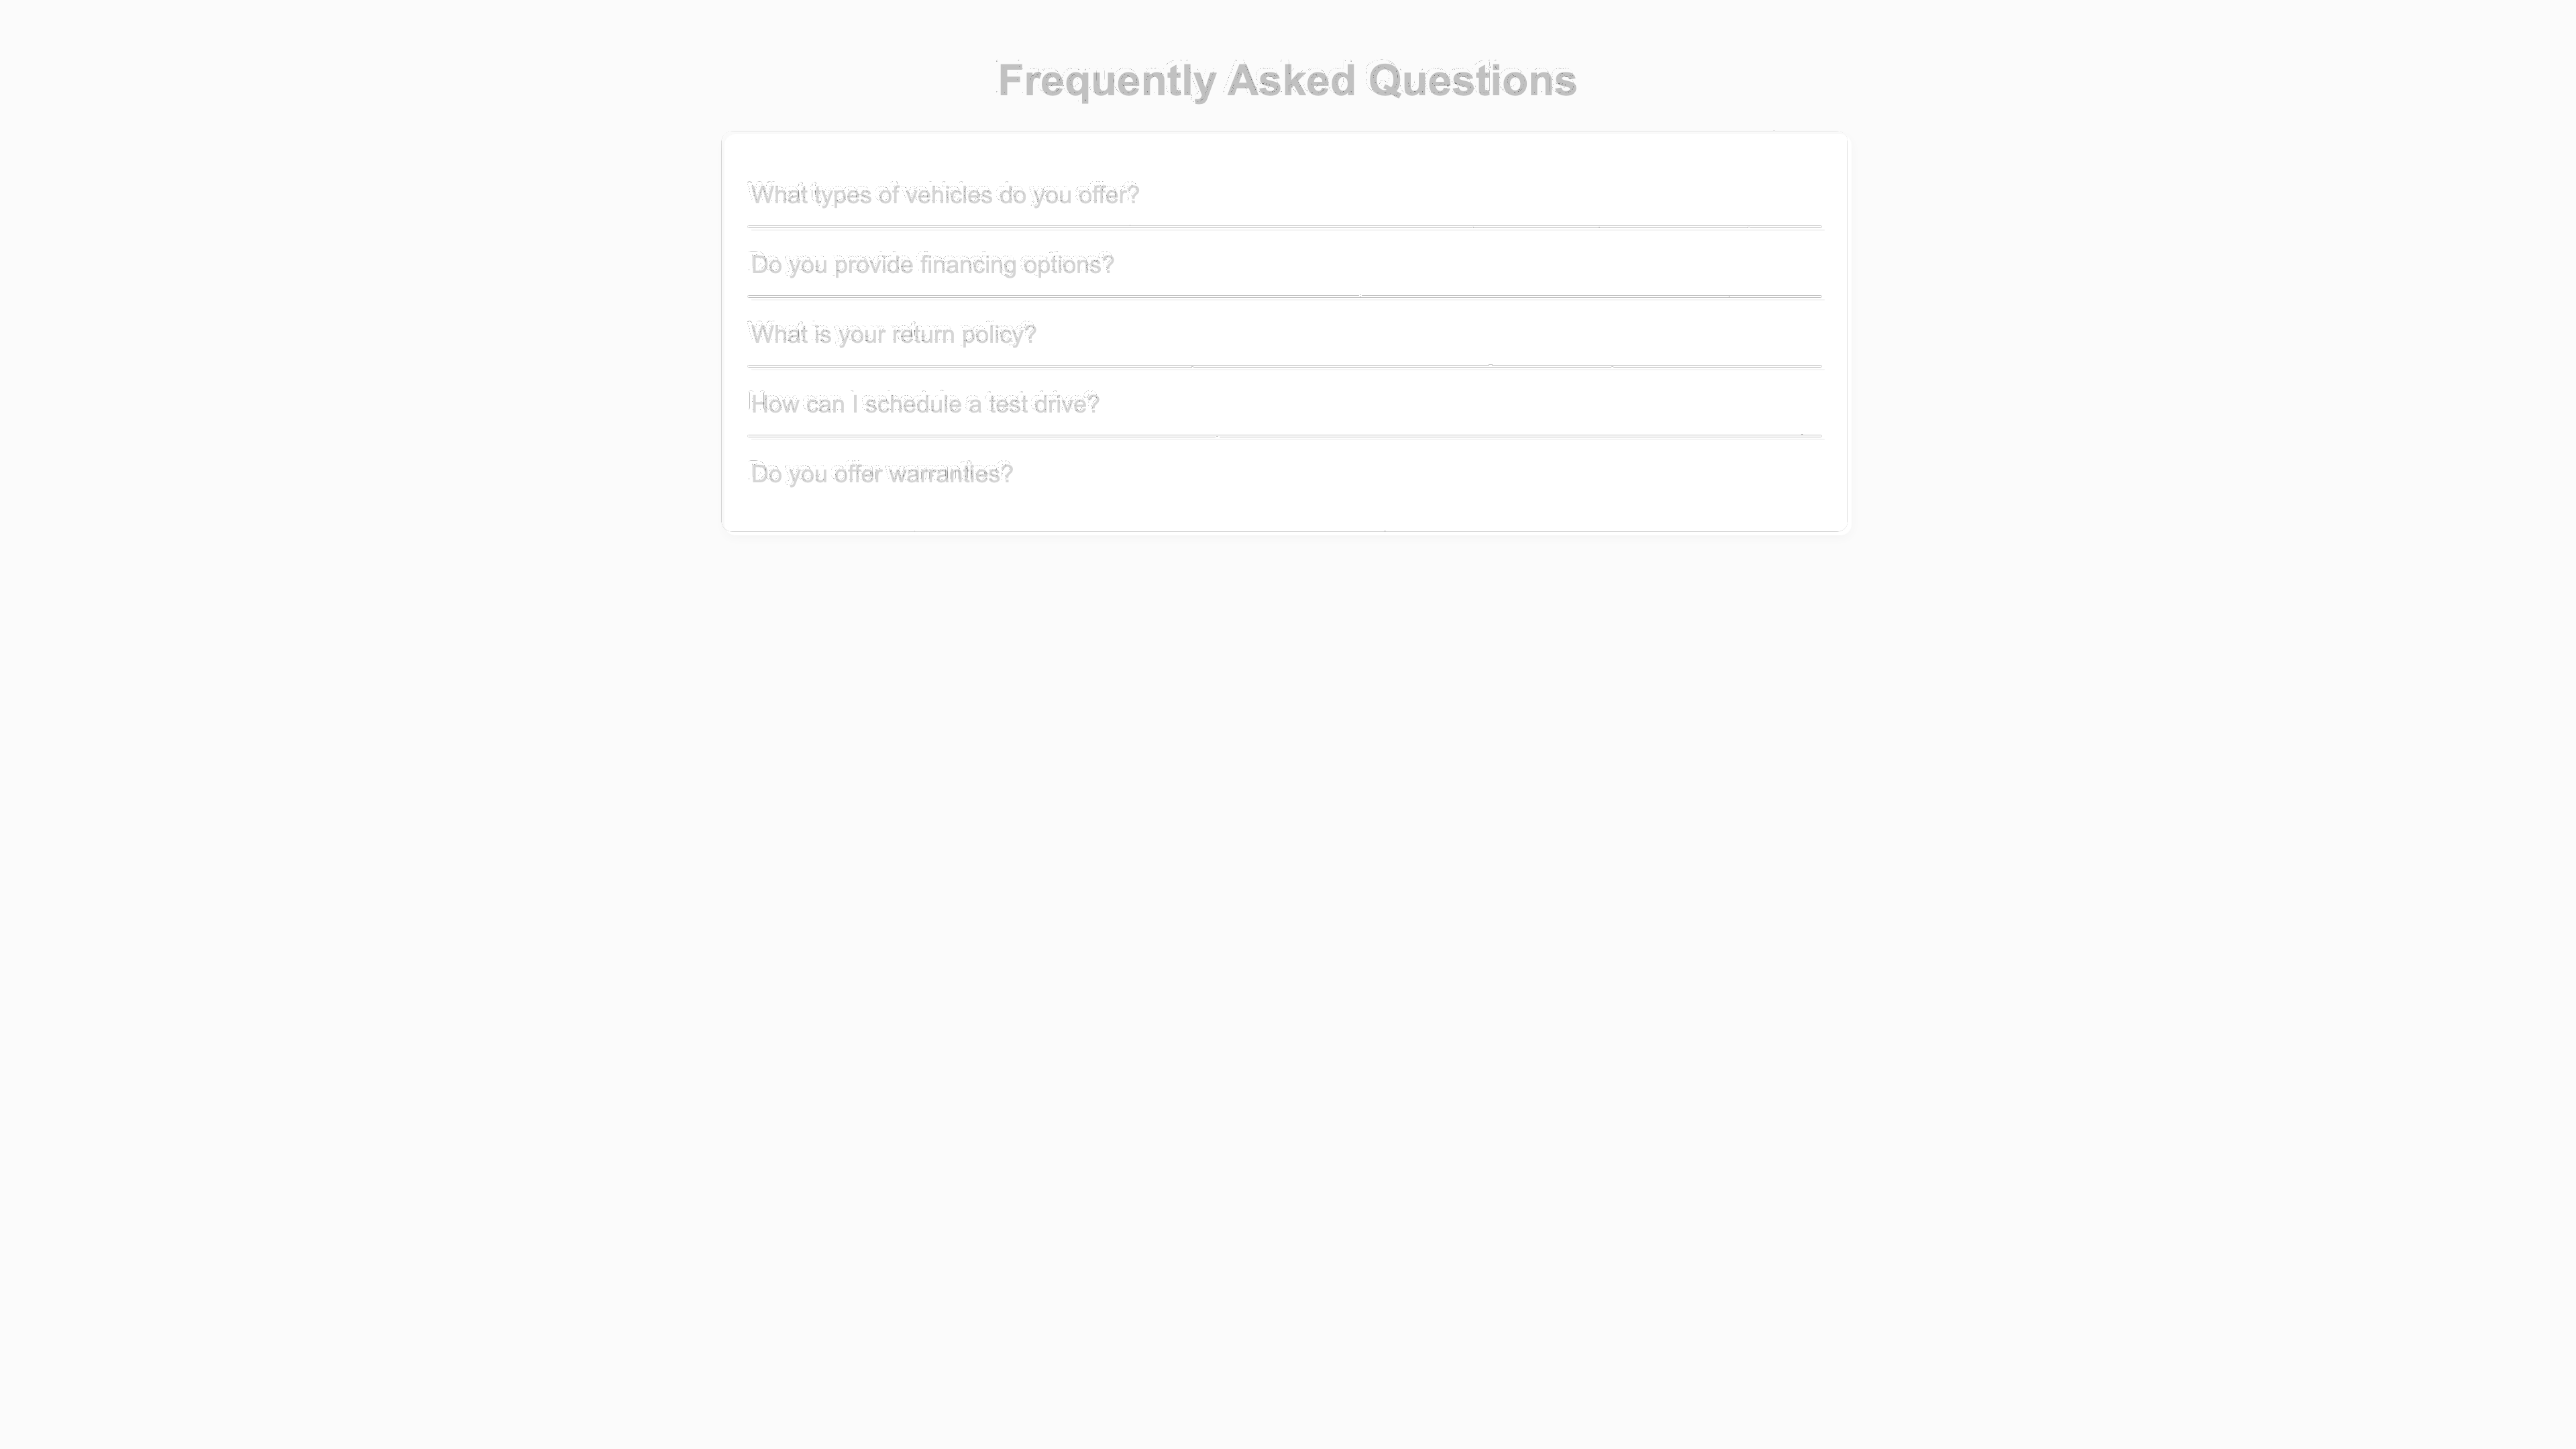 Frequently Asked Questions
What types of vehicles do you offer?
Do you provide financing options?
What is your return policy?
How can I schedule a test drive?
Do you offer warranties?